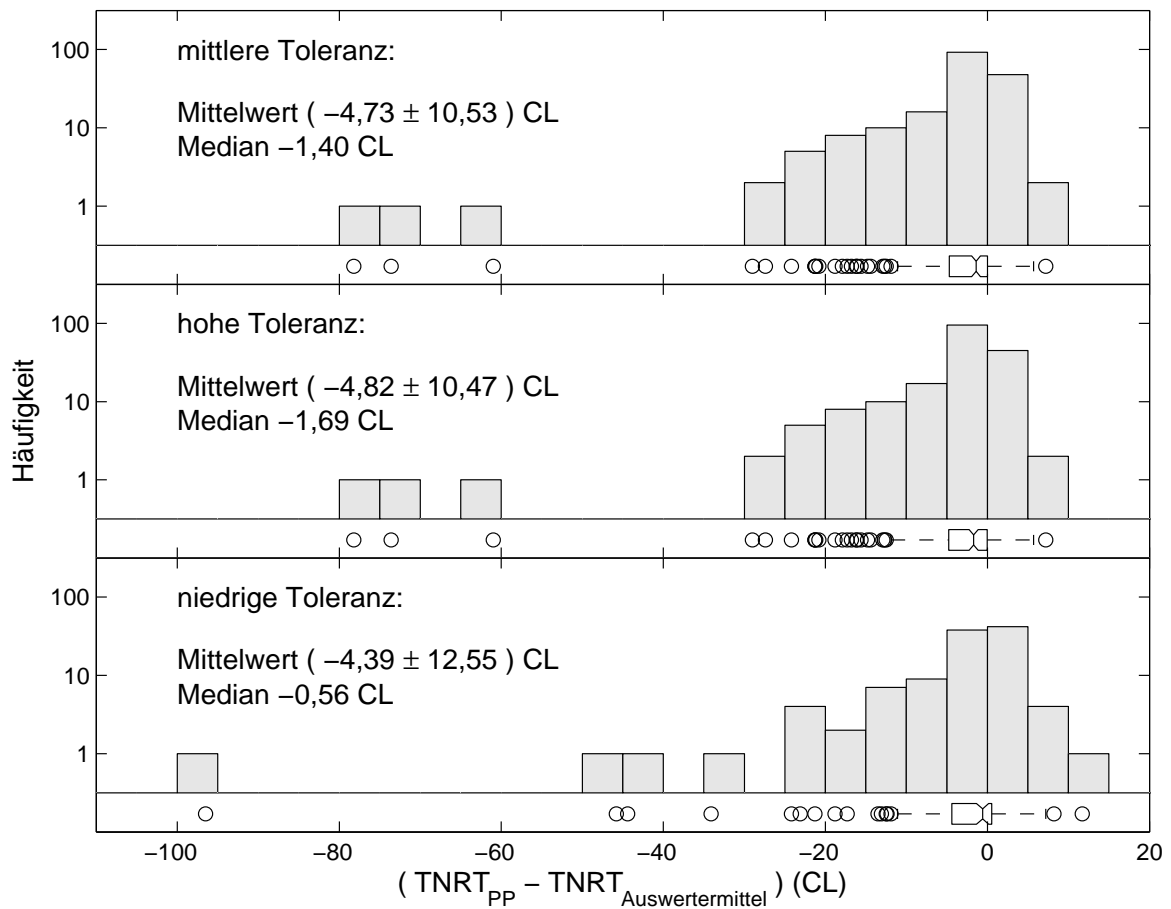 mittlere Toleranz:
Mittelwert ( −4,73 ± 10,53 ) CL
Median −1,40 CL
100
10
1
hohe Toleranz:
Mittelwert ( −4,82 ± 10,47 ) CL
Median −1,69 CL
100
10
1
Häufigkeit
niedrige Toleranz:
Mittelwert ( −4,39 ± 12,55 ) CL
Median −0,56 CL
100
10
1
−100 −80 −60 −40 −20 0 20
( TNRT_PP − TNRT_Auswertermittel ) (CL)